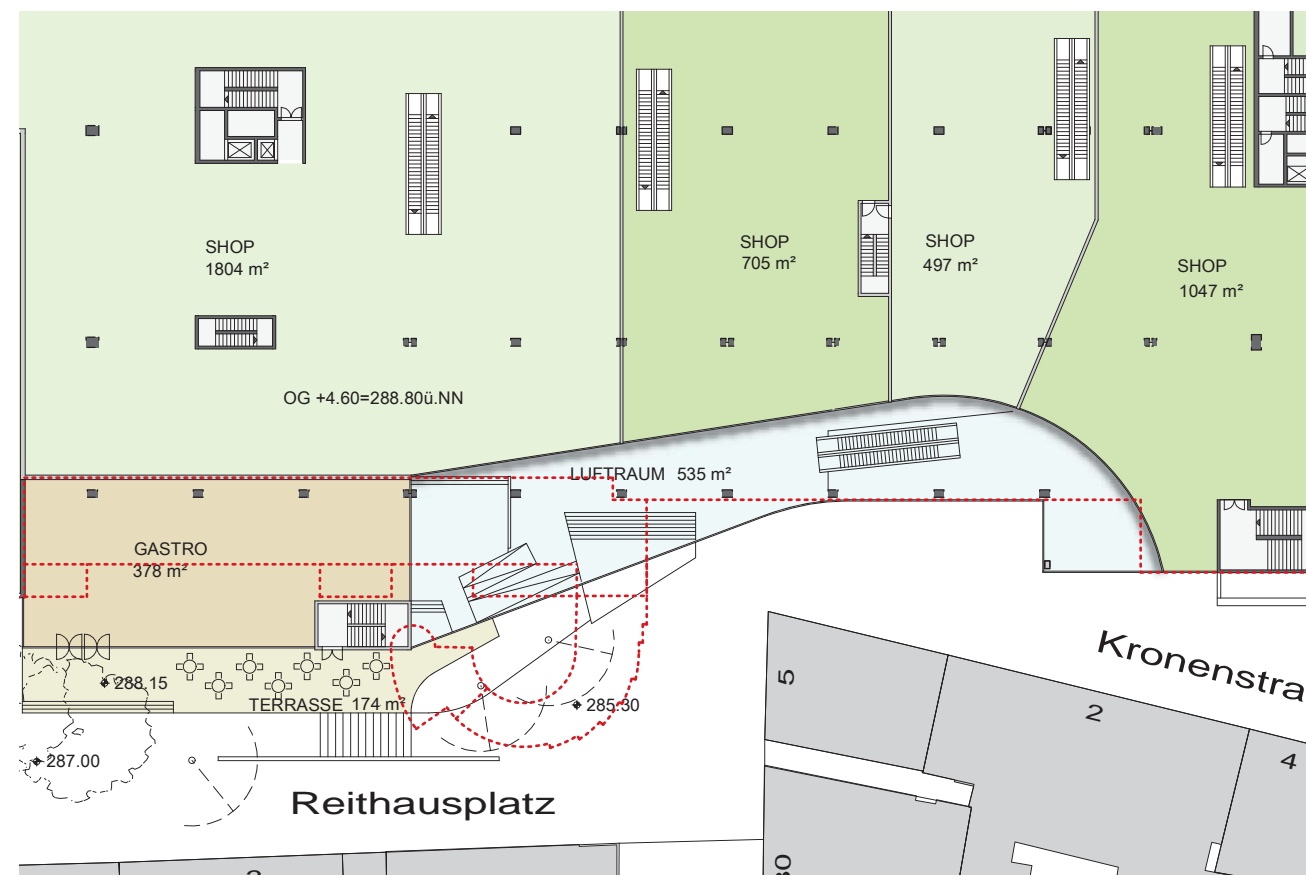 SHOP
1804 m²
SHOP
705 m²
SHOP
497 m²
SHOP
1047 m²
OG +4.60=288.80ü.NN
LUFTRAUM 535 m²
GASTRO
378 m²
288.15
TERRASSE 174 m²
285.30
287.00
Reithausplatz
Kronenstra
5
2
4